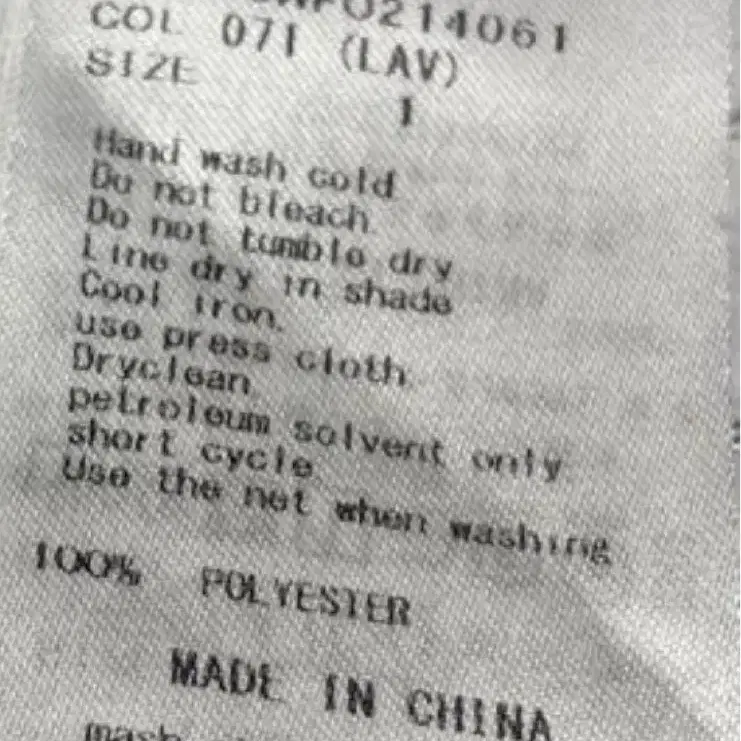 0214061
COL 071 (LAV)
SIZE
1
Hand wash cold.
Do not bleach.
Do not tumble dry
Line dry in shade
Cool iron.
use press cloth.
Dryclean.
petroleum solvent only.
short cycle
Use the net when washing.
100% POLYESTER
MADE IN CHINA